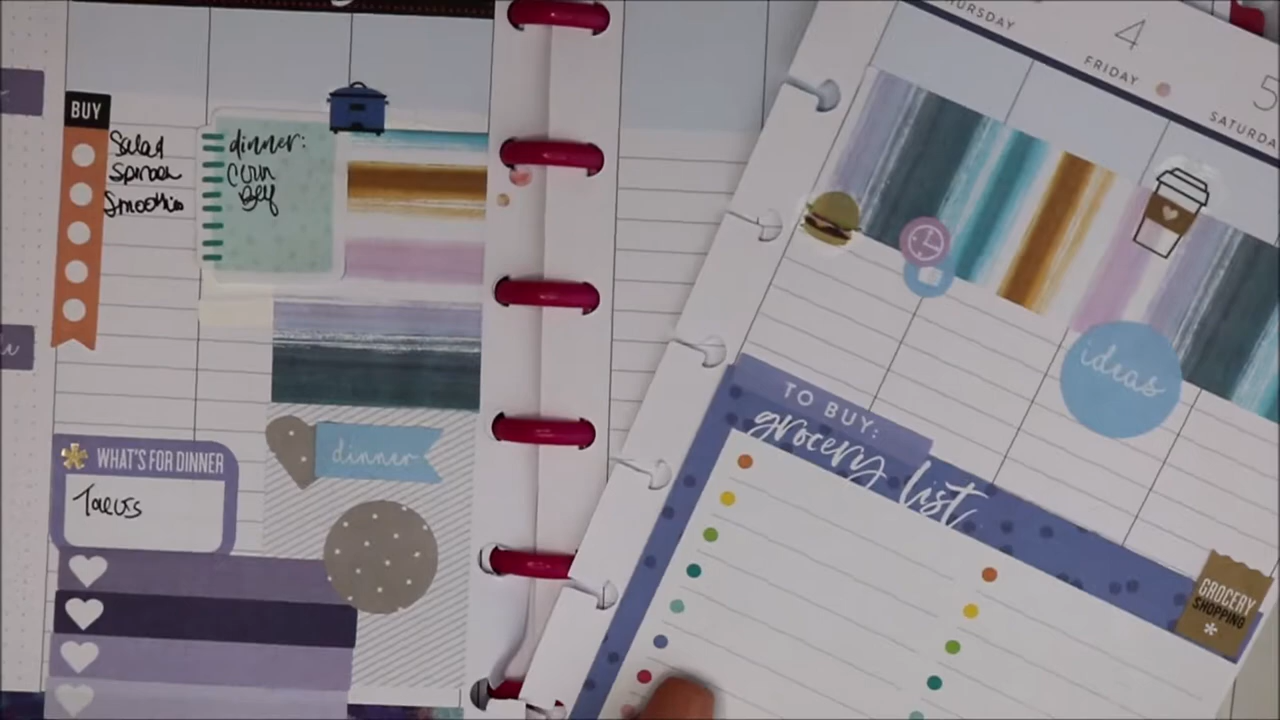 BUY
Salad
Spinach
Smoothies
dinner:
Corn
Beef
WHAT'S FOR DINNER
Tacos
dinner
THURSDAY
4
FRIDAY
5
SATURDAY
ideas
TO BUY:
grocery list
GROCERY
SHOPPING